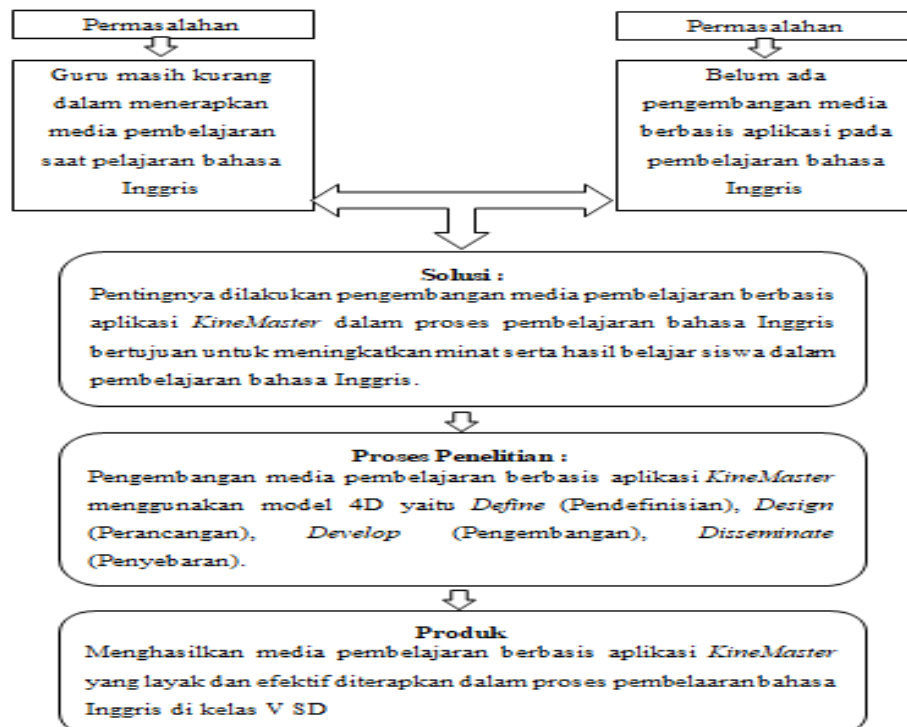 Permasalahan
Guru masih kurang
dalam menerapkan
media pembelajaran
saat pelajaran bahasa
Inggris
Permasalahan
Belum ada
pengembangan media
berbasis aplikasi pada
pembelajaran bahasa
Inggris
Solusi :
Pentingnya dilakukan pengembangan media pembelajaran berbasis
aplikasi KineMaster dalam proses pembelajaran bahasa Inggris
bertujuan untuk meningkatkan minat serta hasil belajar siswa dalam
pembelajaran bahasa Inggris.
Proses Penelitian :
Pengembangan media pembelajaran berbasis aplikasi KineMaster
menggunakan model 4D yaitu Define (Pendefinisian), Design
(Perancangan), Develop (Pengembangan), Disseminate
(Penyebaran).
Produk
Menghasilkan media pembelajaran berbasis aplikasi KineMaster
yang layak dan efektif diterapkan dalam proses pembelaaran bahasa
Inggris di kelas V SD